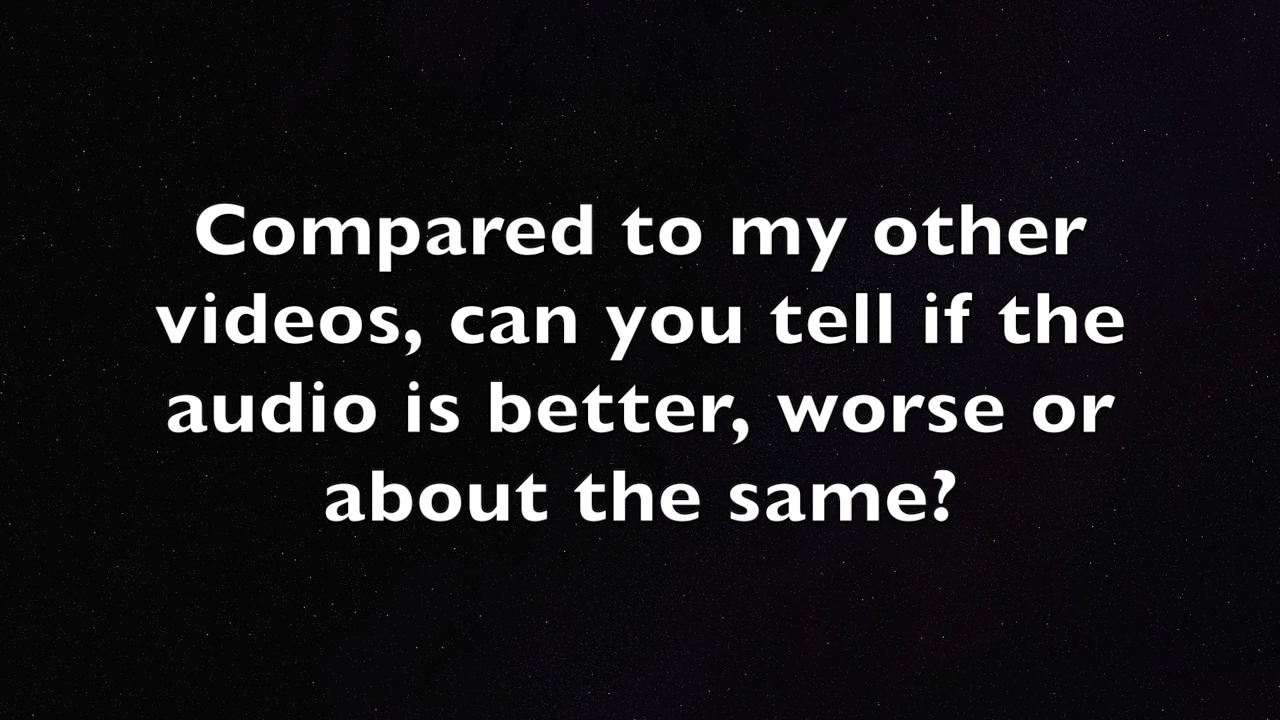 Compared to my other
videos, can you tell if the
audio is better, worse or
about the same?